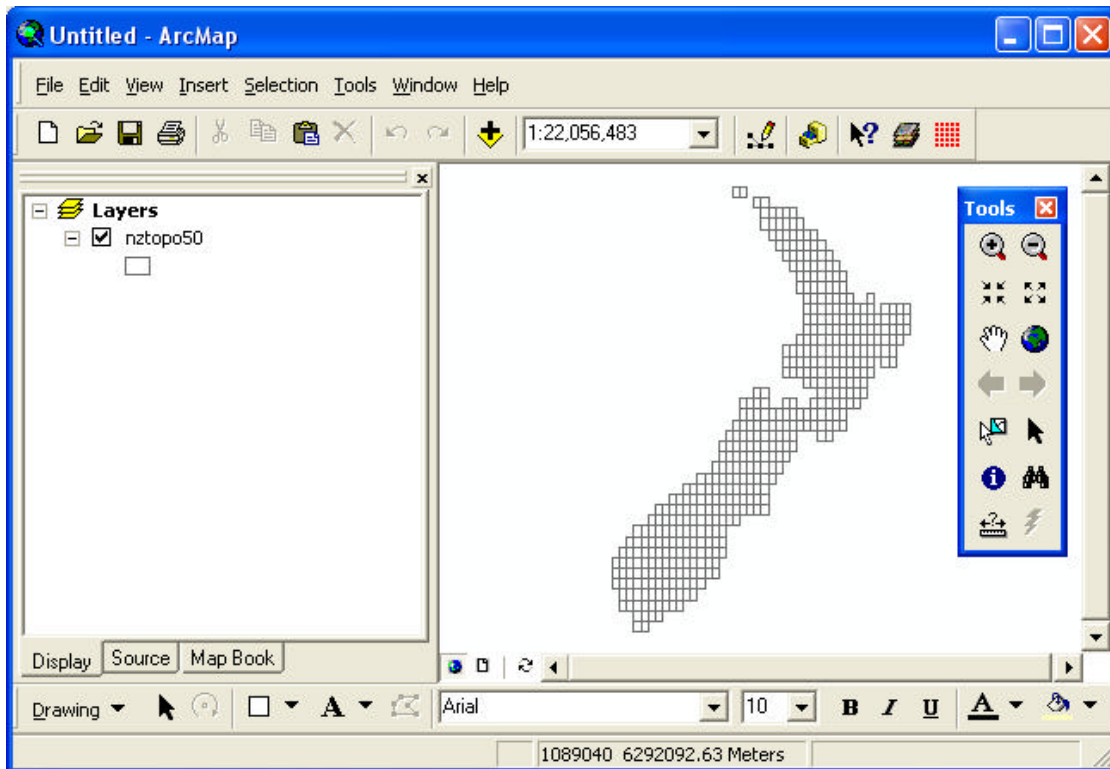 Untitled - ArcMap
File Edit View Insert Selection Tools Window Help
1:22,056,483
Layers
nztopo50
Tools
Display Source Map Book
Drawing A Arial 10 B I U A
1089040 6292092.63 Meters